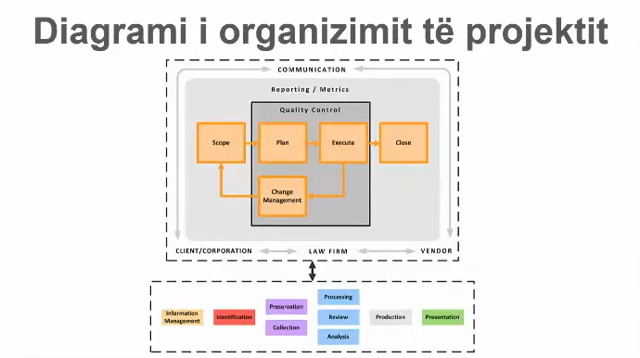 Diagrami i organizimit të projektit
COMMUNICATION
Reporting / Metrics
Quality Control
Scope
Plan
Execute
Close
Change
Management
CLIENT/CORPORATION
LAW FIRM
VENDOR
Information
Management
Identification
Preservation
Collection
Processing
Review
Analysis
Production
Presentation